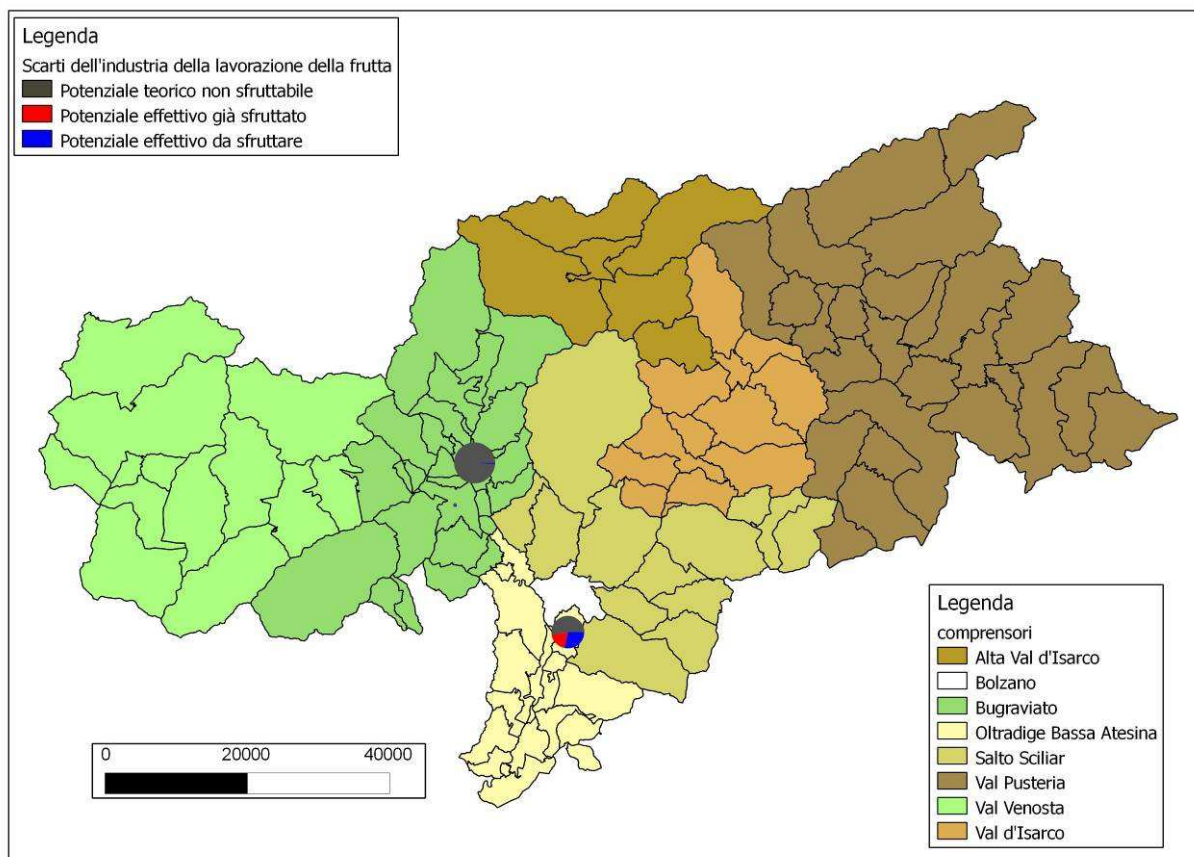 Legenda
Scarti dell'industria della lavorazione della frutta
Potenziale teorico non sfruttabile
Potenziale effettivo già sfruttato
Potenziale effettivo da sfruttare
0 20000 40000
Legenda
comprensori
Alta Val d'Isarco
Bolzano
Bugraviato
Oltradige Bassa Atesina
Salto Sciliar
Val Pusteria
Val Venosta
Val d'Isarco